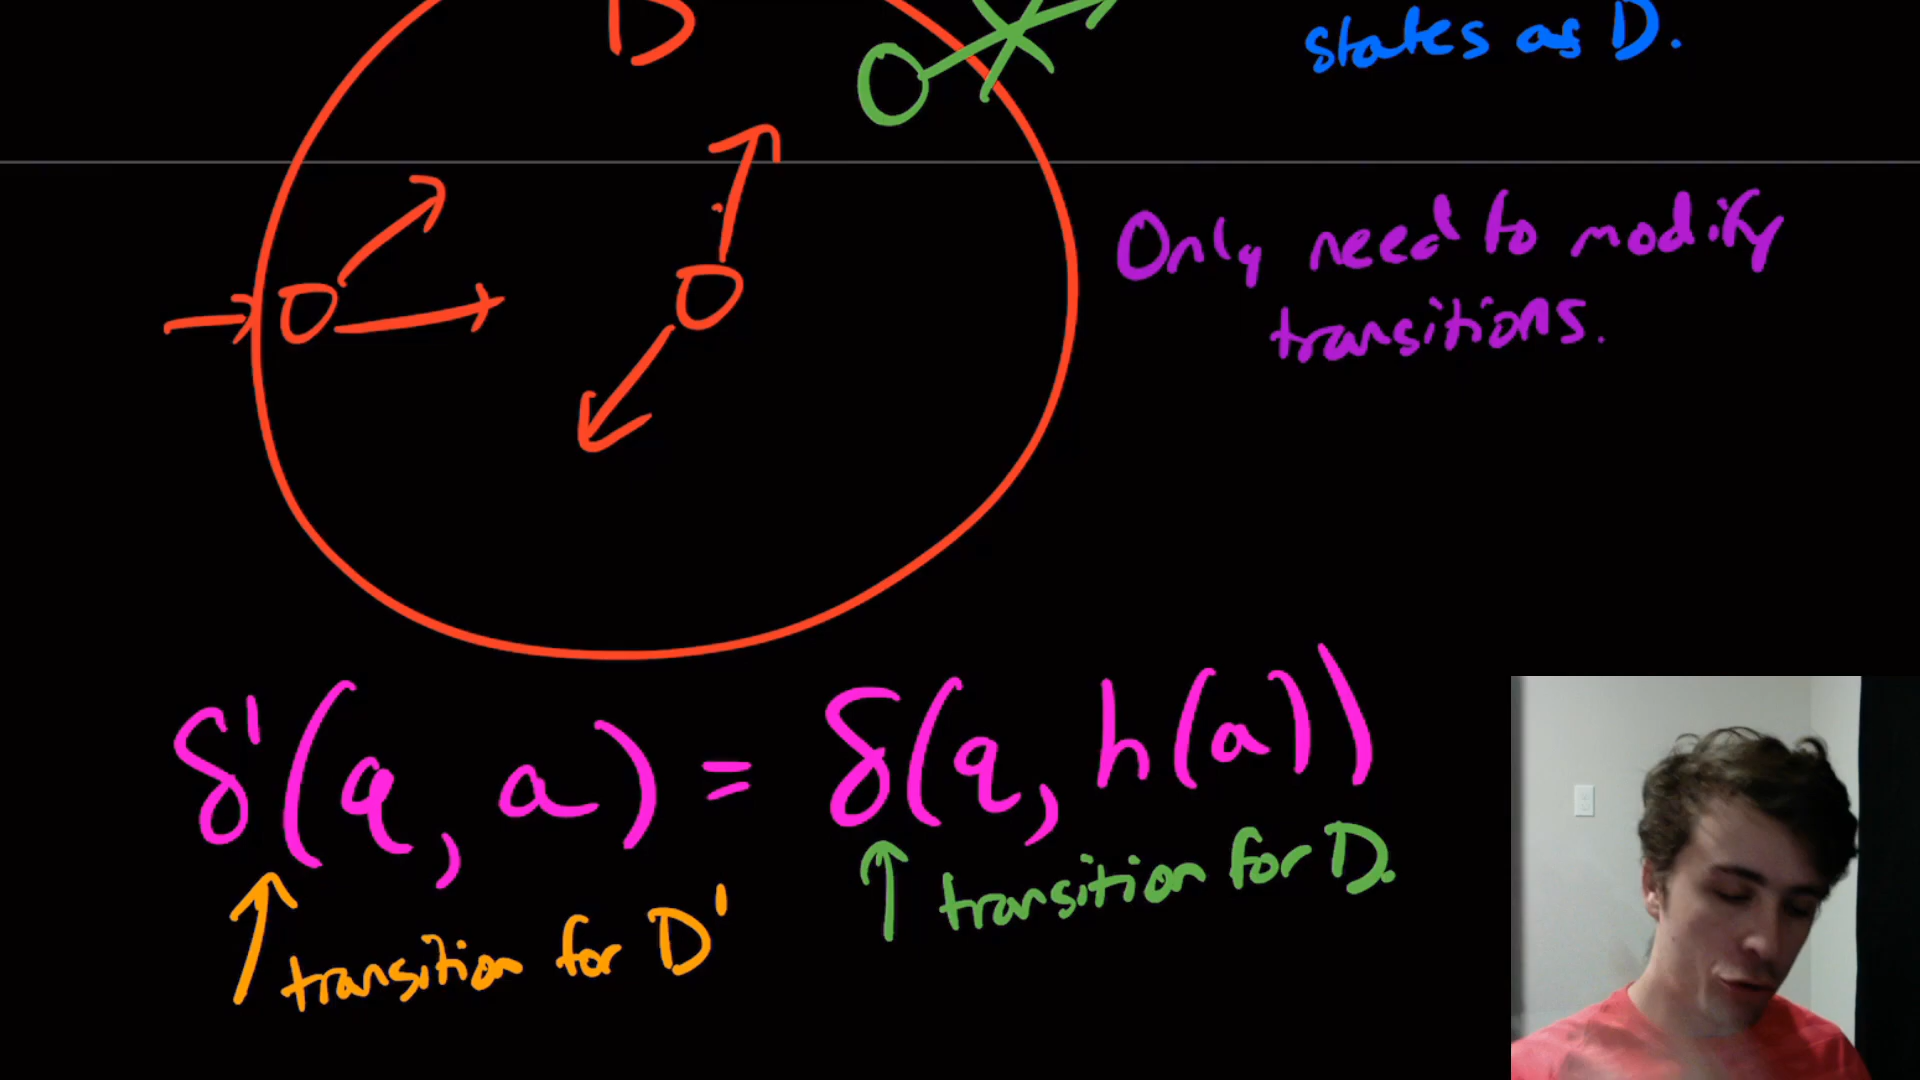 D
states as D.
Only need to modify
transitions.
δ'(q, a) = δ(q, h(a))
transition for D.
transition for D'